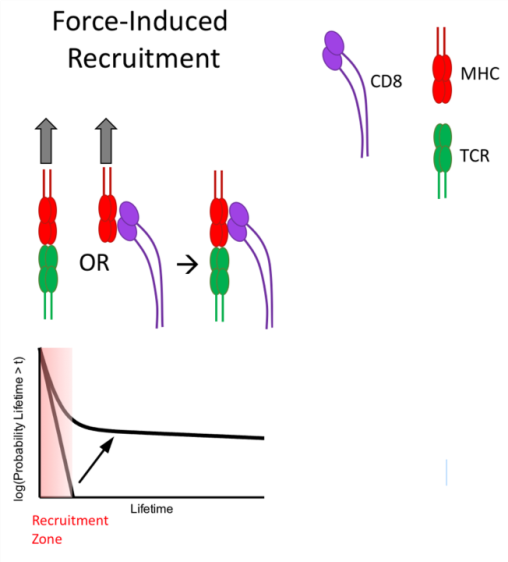 Force-Induced
Recruitment
CD8
MHC
TCR
OR
→
log(Probability Lifetime > t)
Lifetime
Recruitment
Zone